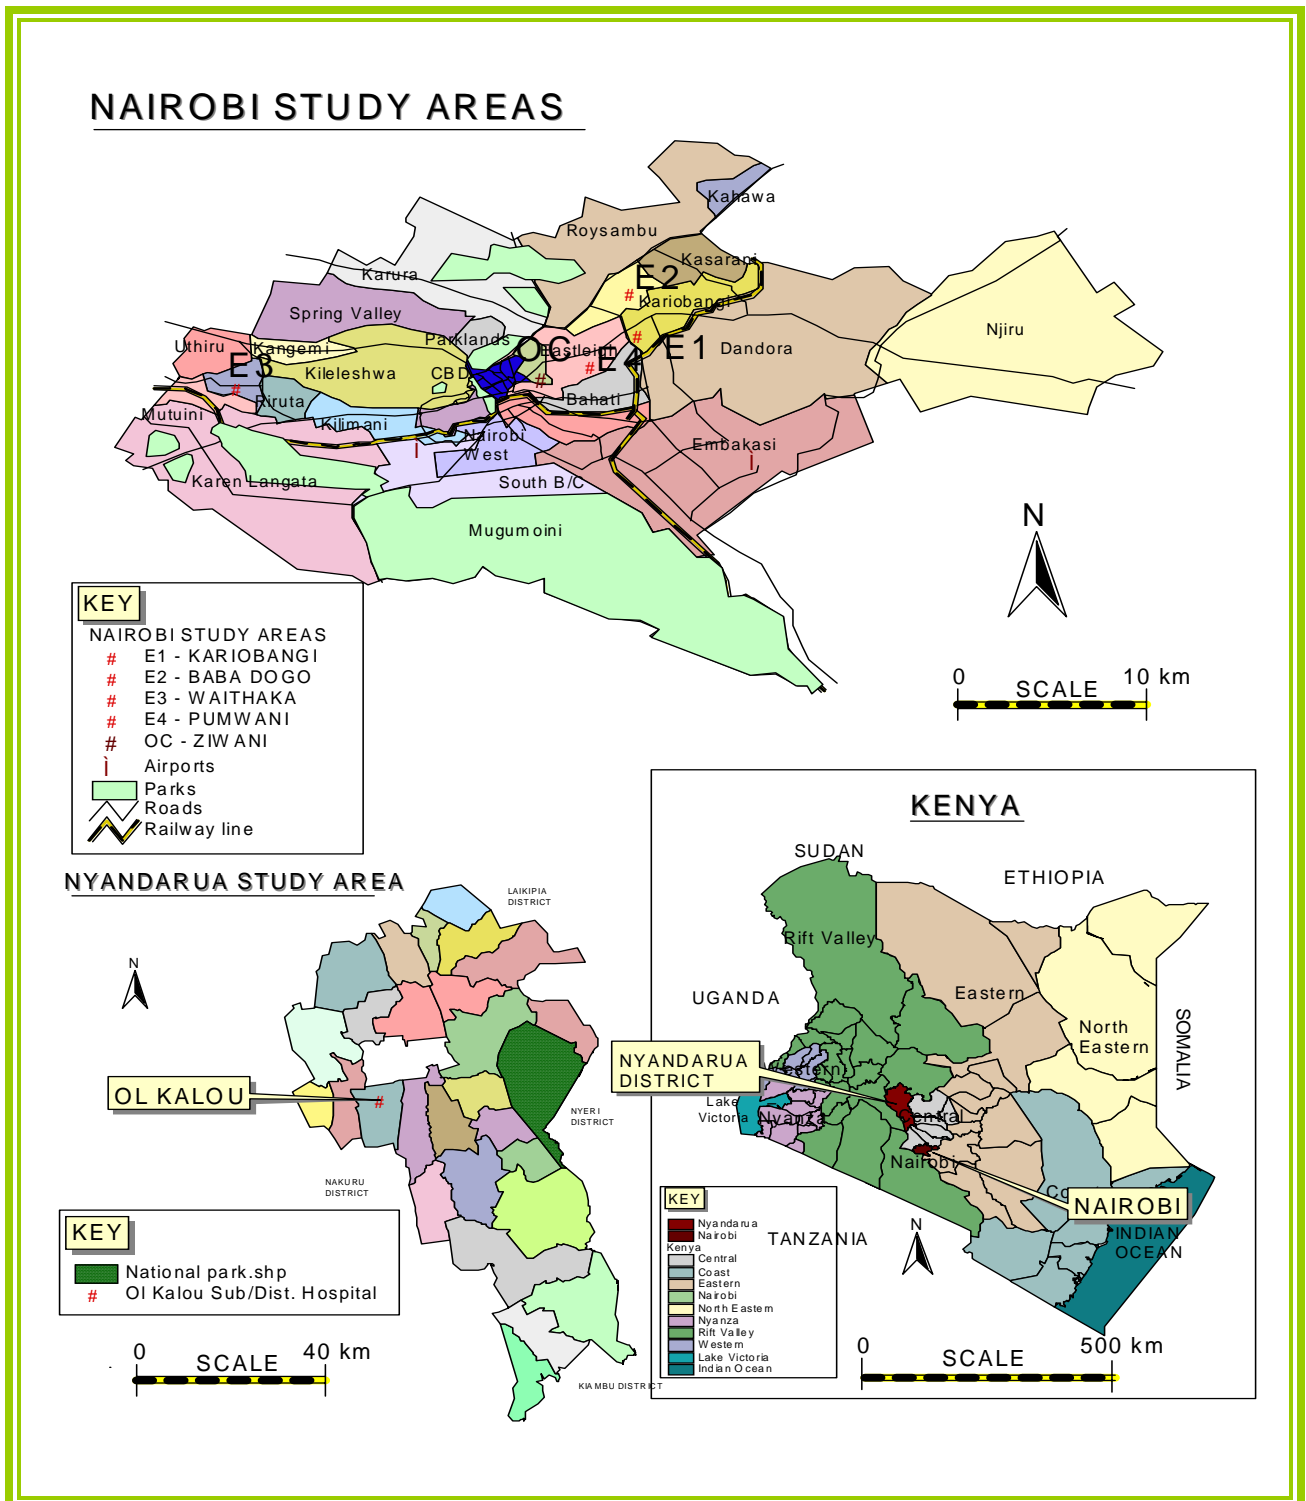 NAIROBI STUDY AREAS
Kahawa
Roysambu
Kasarani
Karura
E2
Kariobangi
Spring Valley
Njiru
Uthiru
Kangemi
Parklands
OC
Eastleigh
E4
E1
Dandora
E3
Kileleshwa
CBD
Riruta
Bahati
Mutuini
Kilimani
Nairobi
West
Embakasi
Karen Langata
South B/C
Mugumoini
N
KEY
NAIROBI STUDY AREAS
# E1 - KARIOBANGI
# E2 - BABA DOGO
# E3 - WAITHAKA
# E4 - PUMWANI
# OC - ZIWANI
Airports
Parks
Roads
Railway line
0 10 km
SCALE
NYANDARUA STUDY AREA
LAIKIPIA
DISTRICT
N
OL KALOU
#
NYERI
DISTRICT
NAKURU
DISTRICT
KEY
National park.shp
# Ol Kalou Sub/Dist. Hospital
0 40 km
SCALE
KIAMBU DISTRICT
KENYA
SUDAN
ETHIOPIA
Rift Valley
UGANDA
Eastern
North
Eastern
SOMALIA
NYANDARUA
DISTRICT
Western
Lake
Victoria
Nyanza
Central
Nairobi
NAIROBI
INDIAN
OCEAN
TANZANIA
N
KEY
Nyandarua
Nairobi
Kenya
Central
Coast
Eastern
Nairobi
North Eastern
Nyanza
Rift Valley
Western
Lake Victoria
Indian Ocean
0 500 km
SCALE